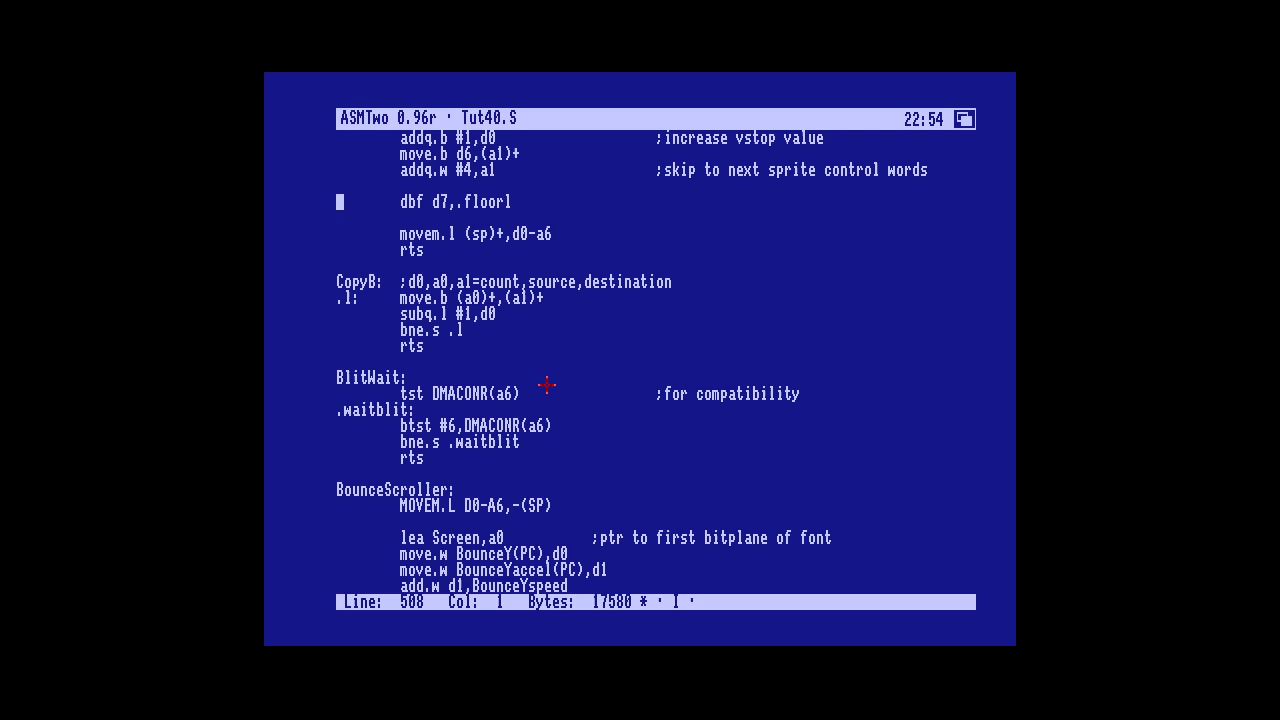 ASMTwo 0.96r · Tut40.S 22:54
addq.b #1,d0 ;increase vstop value
move.b d6,(a1)+
addq.w #4,a1 ;skip to next sprite control words
dbf d7,.floorl
movem.l (sp)+,d0-a6
rts
CopyB: ;d0,a0,a1=count,source,destination
.l: move.b (a0)+,(a1)+
subq.l #1,d0
bne.s .l
rts
BlitWait:
tst DMACONR(a6) ;for compatibility
.waitblit:
btst #6,DMACONR(a6)
bne.s .waitblit
rts
BounceScroller:
MOVEM.L D0-A6,-(SP)
lea Screen,a0 ;ptr to first bitplane of font
move.w BounceY(PC),d0
move.w BounceYaccel(PC),d1
add.w d1,BounceYspeed
Line: 508 Col: 1 Bytes: 17580 * · I ·